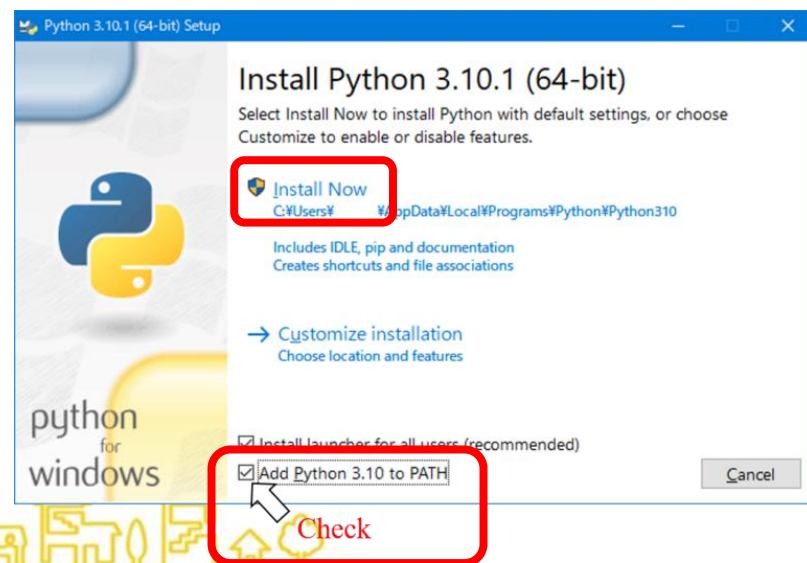 Python 3.10.1 (64-bit) Setup
Install Python 3.10.1 (64-bit)
Select Install Now to install Python with default settings, or choose
Customize to enable or disable features.
Install Now
C:¥Users¥ ¥AppData¥Local¥Programs¥Python¥Python310
Includes IDLE, pip and documentation
Creates shortcuts and file associations
→ Customize installation
Choose location and features
python
for
windows
Install launcher for all users (recommended)
Add Python 3.10 to PATH
Cancel
Check